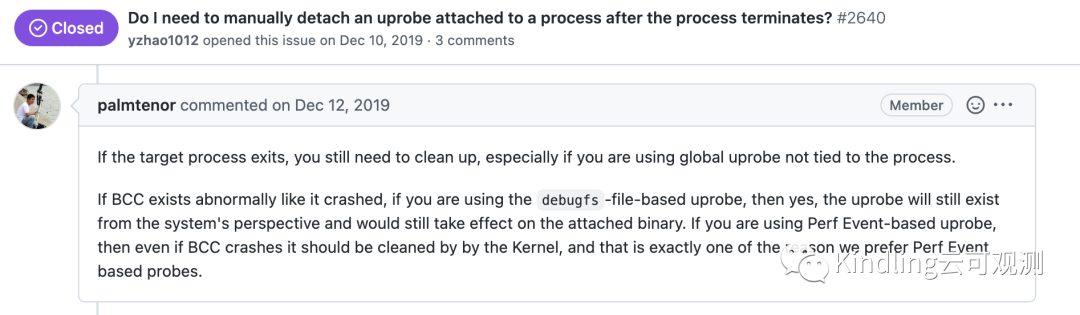 Closed
Do I need to manually detach an uprobe attached to a process after the process terminates? #2640
yzhao1012 opened this issue on Dec 10, 2019 · 3 comments
palmtenor commented on Dec 12, 2019
Member
If the target process exits, you still need to clean up, especially if you are using global uprobe not tied to the process.
If BCC exists abnormally like it crashed, if you are using the debugfs -file-based uprobe, then yes, the uprobe will still exist
from the system's perspective and would still take effect on the attached binary. If you are using Perf Event-based uprobe,
then even if BCC crashes it should be cleaned by by the Kernel, and that is exactly one of the reason we prefer Perf Event
based probes.
Kindling云可观测